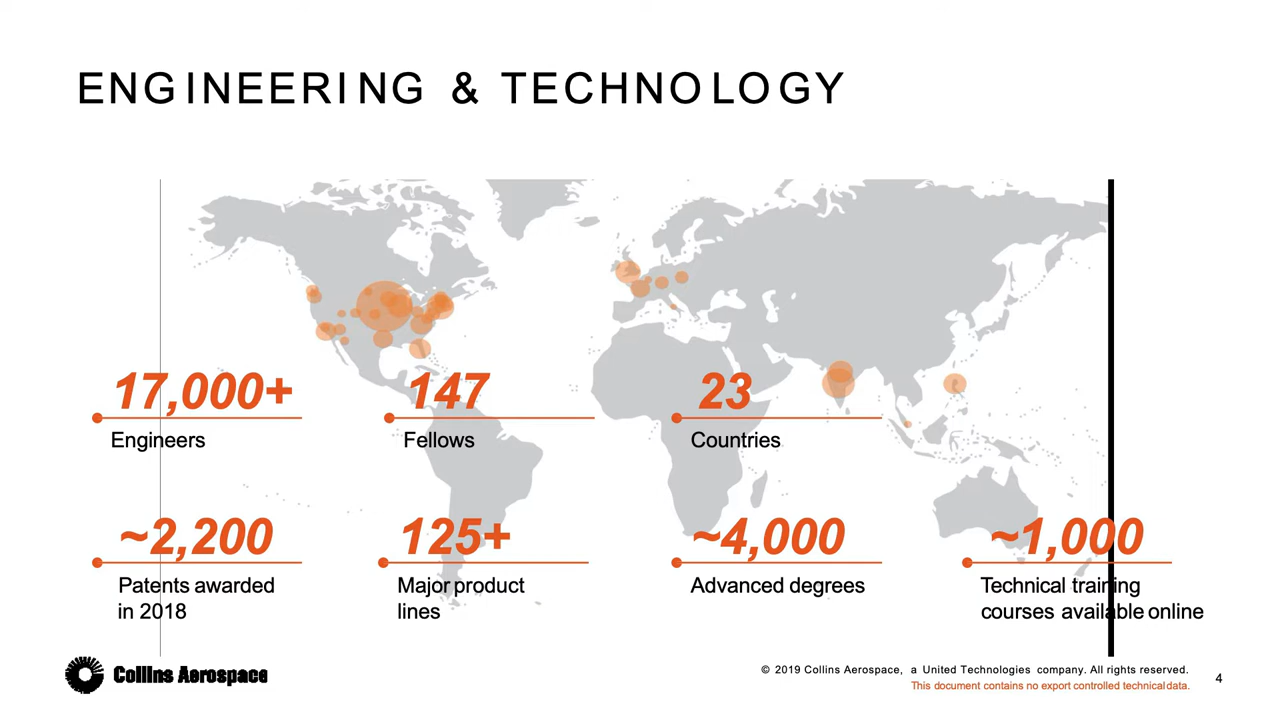 ENGINEERING & TECHNOLOGY
17,000+
Engineers
147
Fellows
23
Countries
~2,200
Patents awarded
in 2018
125+
Major product
lines
~4,000
Advanced degrees
~1,000
Technical training
courses available online
Collins Aerospace
© 2019 Collins Aerospace, a United Technologies company. All rights reserved.
This document contains no export controlled technical data.
4